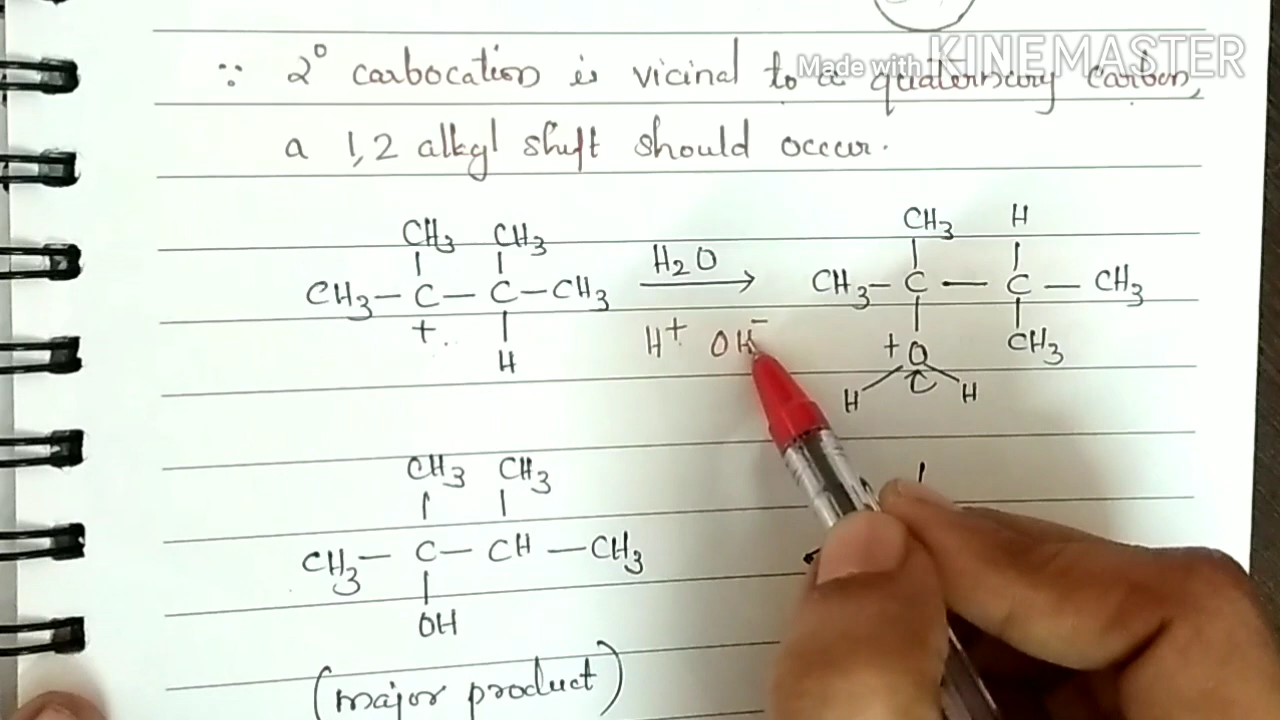 Made with KINEMASTER
∵ 2° carbocation is vicinal to a quaternary carbon,
a 1,2 alkyl shift should occur.
CH3 CH3
CH3 – C – C – CH3
+
H
H2O
H+ OH-
CH3 H
CH3 – C – C – CH3
+O CH3
H H
CH3 CH3
CH3 – C – CH – CH3
OH
(major product)